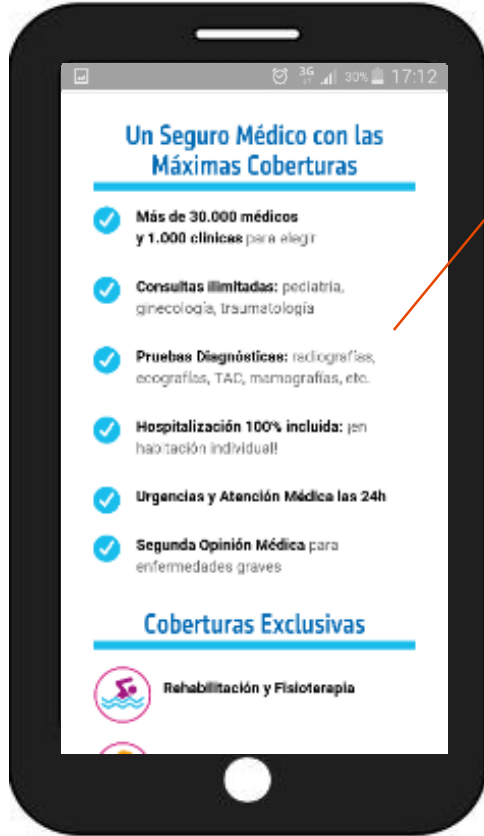 3G 30% 17:12
Un Seguro Médico con las
Máximas Coberturas
Más de 30.000 médicos
y 1.000 clínicas para elegir
Consultas ilimitadas: pediatría,
ginecología, traumatología
Pruebas Diagnósticas: radiografías,
ecografías, TAC, mamografías, etc.
Hospitalización 100% incluida: ¡en
habitación individual!
Urgencias y Atención Médica las 24h
Segunda Opinión Médica para
enfermedades graves
Coberturas Exclusivas
Rehabilitación y Fisioterapia